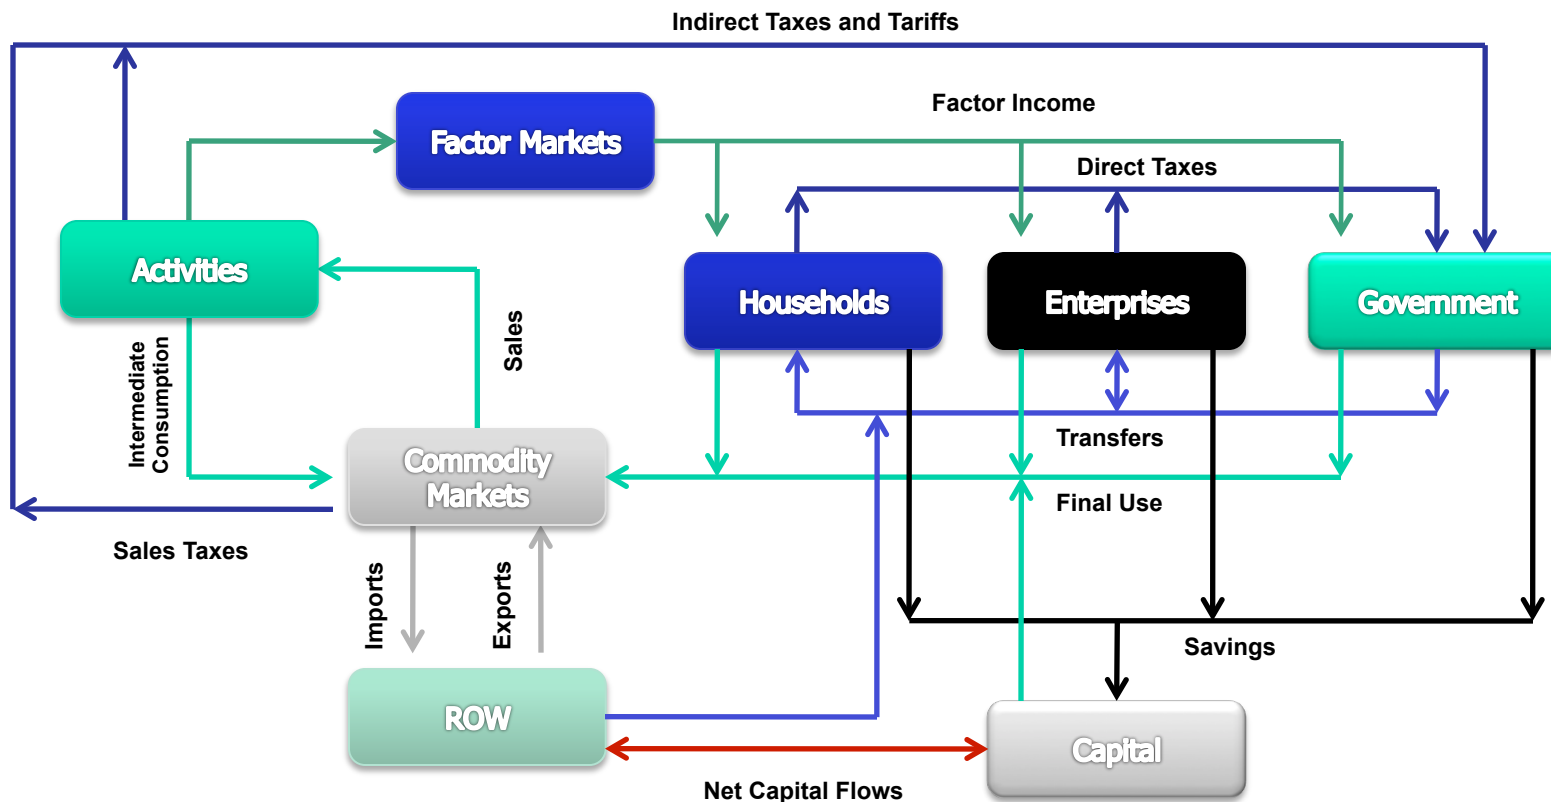 Indirect Taxes and Tariffs
Factor Income
Factor Markets
Direct Taxes
Activities
Households
Enterprises
Government
Sales
Intermediate
Consumption
Transfers
Commodity
Markets
Final Use
Sales Taxes
Imports
Exports
Savings
ROW
Capital
Net Capital Flows